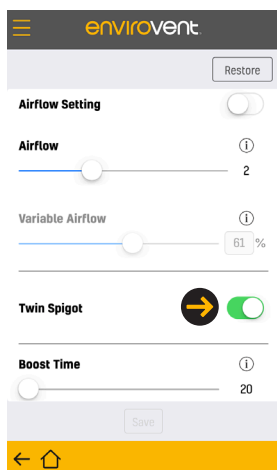 envirovent.
Restore
Airflow Setting
Airflow
2
Variable Airflow
61 %
Twin Spigot
Boost Time
20
Save